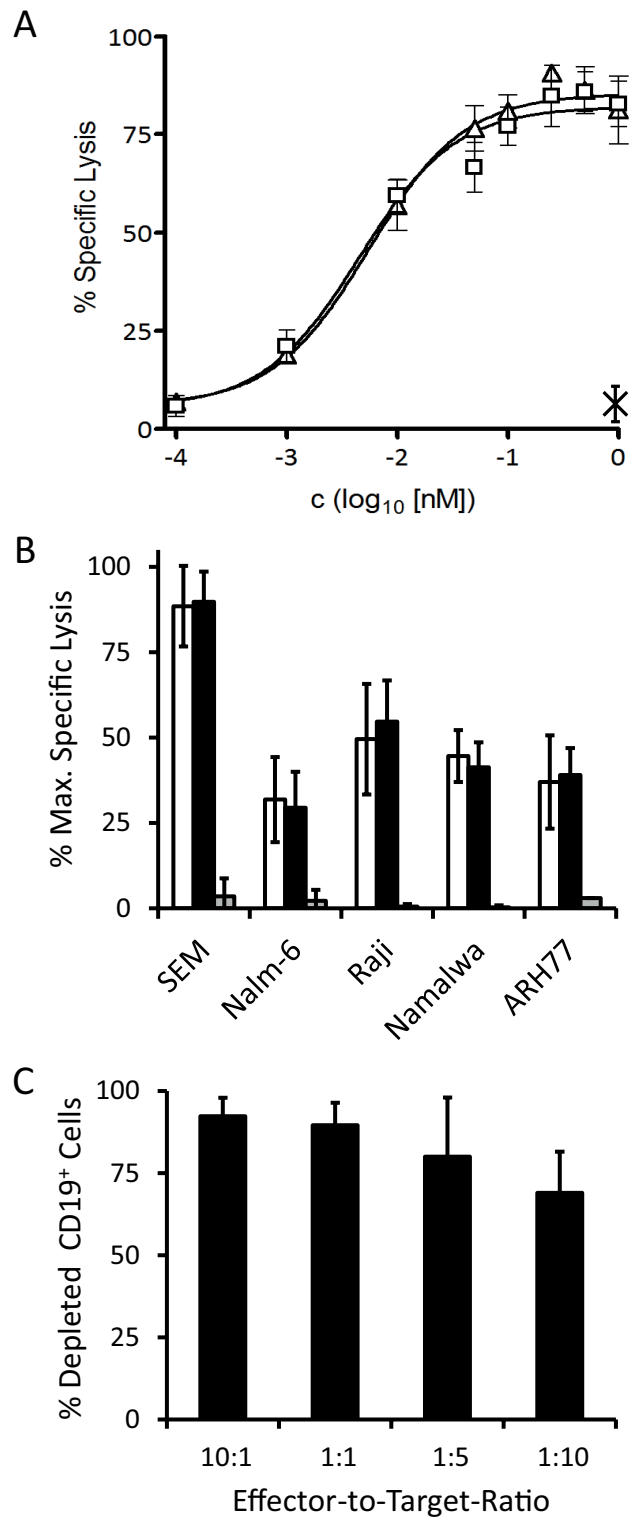 A
% Specific Lysis
100
75
50
25
0
-4 -3 -2 -1 0
c (log10 [nM])
B
% Max. Specific Lysis
100
75
50
25
0
SEM Nalm-6 Raji Namalwa ARH77
C
% Depleted CD19+ Cells
100
75
50
25
0
10:1 1:1 1:5 1:10
Effector-to-Target-Ratio